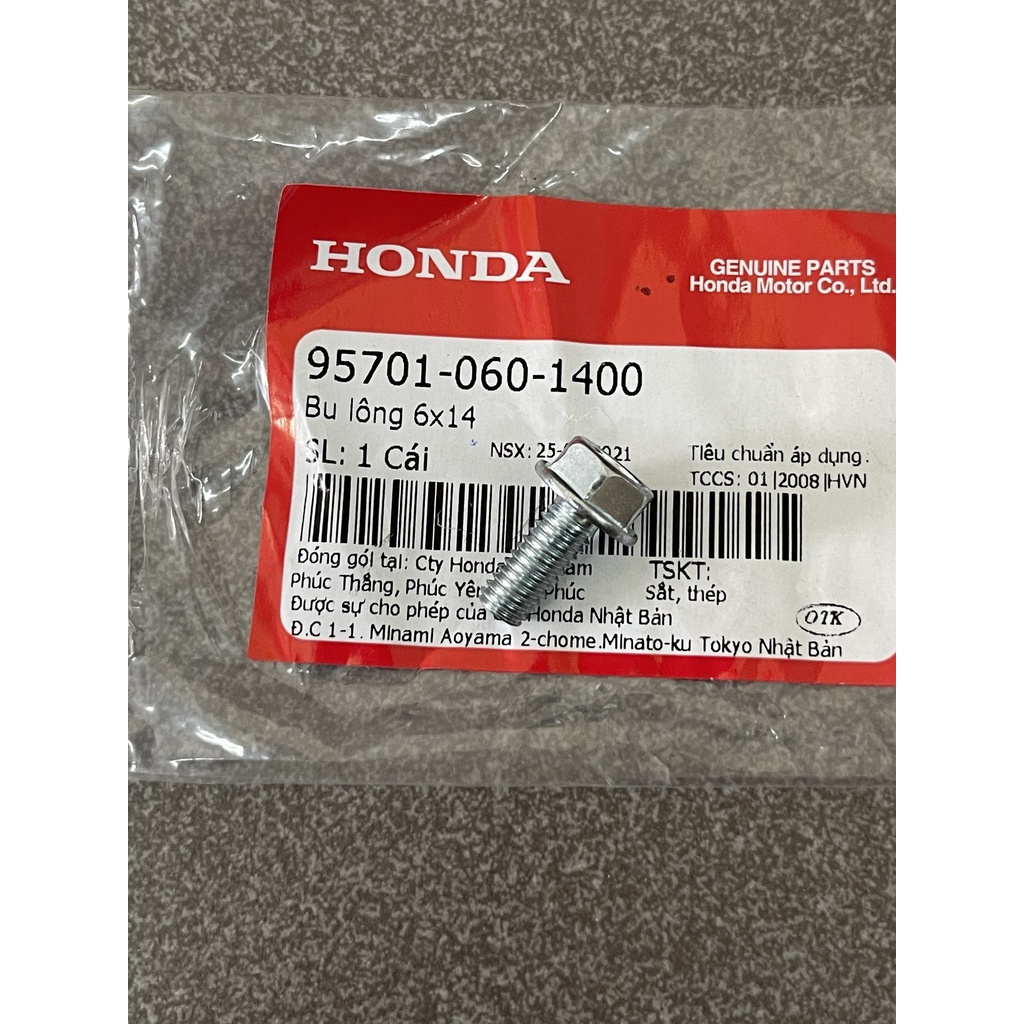 HONDA
GENUINE PARTS
Honda Motor Co., Ltd.
95701-060-1400
Bu lông 6x14
SL: 1 Cái
NSX: 25- 021
Tiêu chuẩn áp dụng:
TCCS: 01|2008|HVN
Đóng gói tại: Cty Honda am
Phúc Thắng, Phúc Yên Phúc
TSKT:
Sắt, thép
Được sự cho phép của Honda Nhật Bản
Đ.C 1-1. Minami Aoyama 2-chome.Minato-ku Tokyo Nhật Bản
OTK